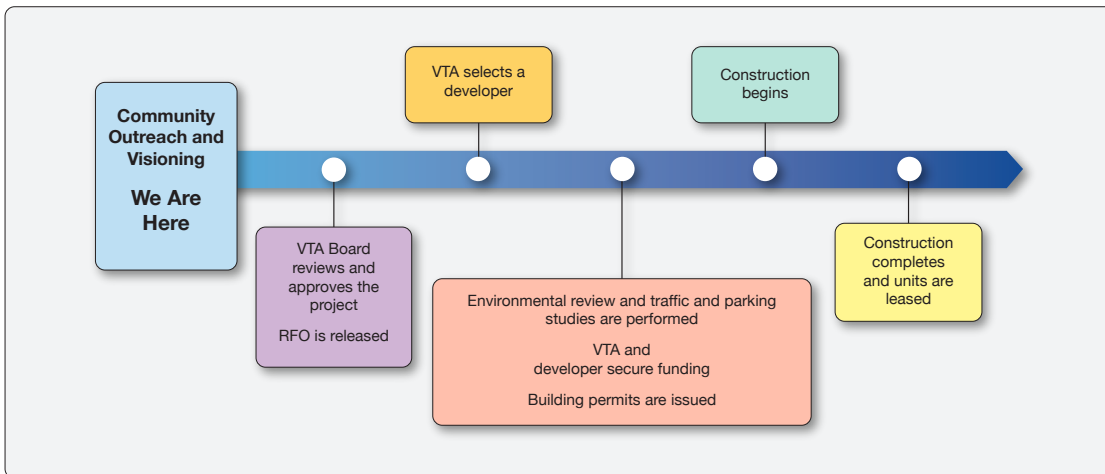 Community
Outreach and
Visioning
We Are
Here
VTA Board
reviews and
approves the
project
RFO is released
VTA selects a
developer
Environmental review and traffic and parking
studies are performed
VTA and
developer secure funding
Building permits are issued
Construction
begins
Construction
completes
and units are
leased